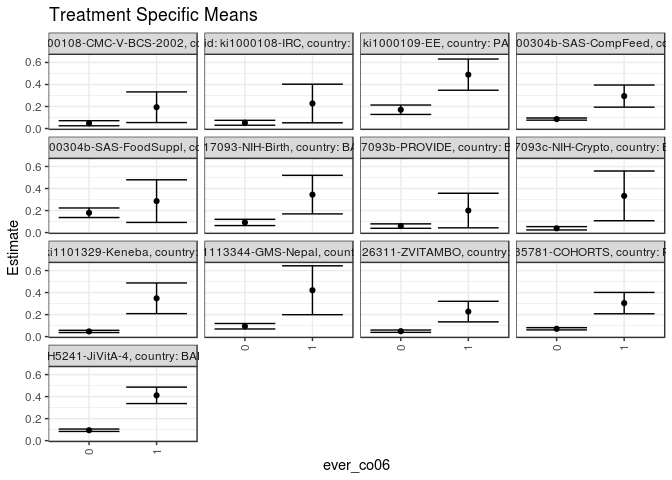 Treatment Specific Means
00108-CMC-V-BCS-2002, co
id: ki1000108-IRC, country:
ki1000109-EE, country: PA
00304b-SAS-CompFeed, co
0.6
0.4
0.2
0.0
00304b-SAS-FoodSuppl, co
17093-NIH-Birth, country: BA
7093b-PROVIDE, country: B
7093c-NIH-Crypto, country: B
0.6
0.4
0.2
0.0
ki1101329-Keneba, country:
1113344-GMS-Nepal, count
26311-ZVITAMBO, country:
35781-COHORTS, country:
0.6
0.4
0.2
0.0
0
1
0
1
0
1
H5241-JiVitA-4, country: BAI
0.6
0.4
0.2
0.0
0
1
Estimate
ever_co06